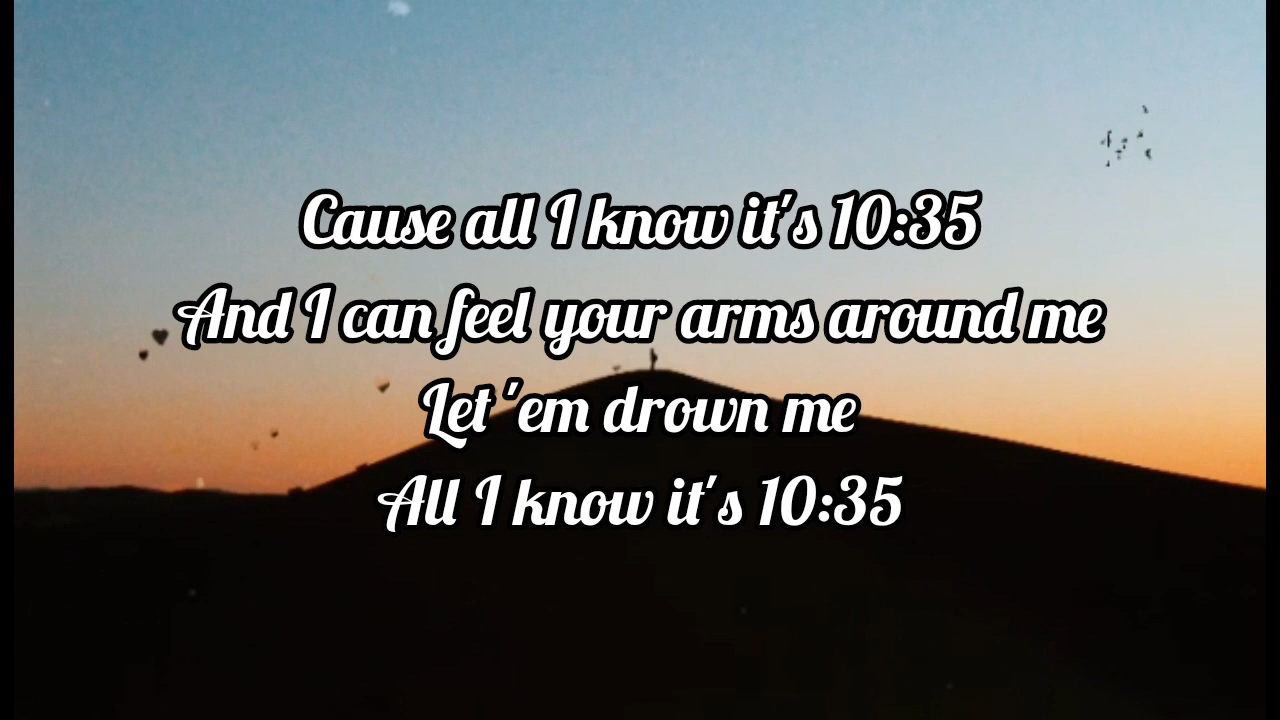 Cause all I know it's 10:35
And I can feel your arms around me
Let 'em drown me
All I know it's 10:35